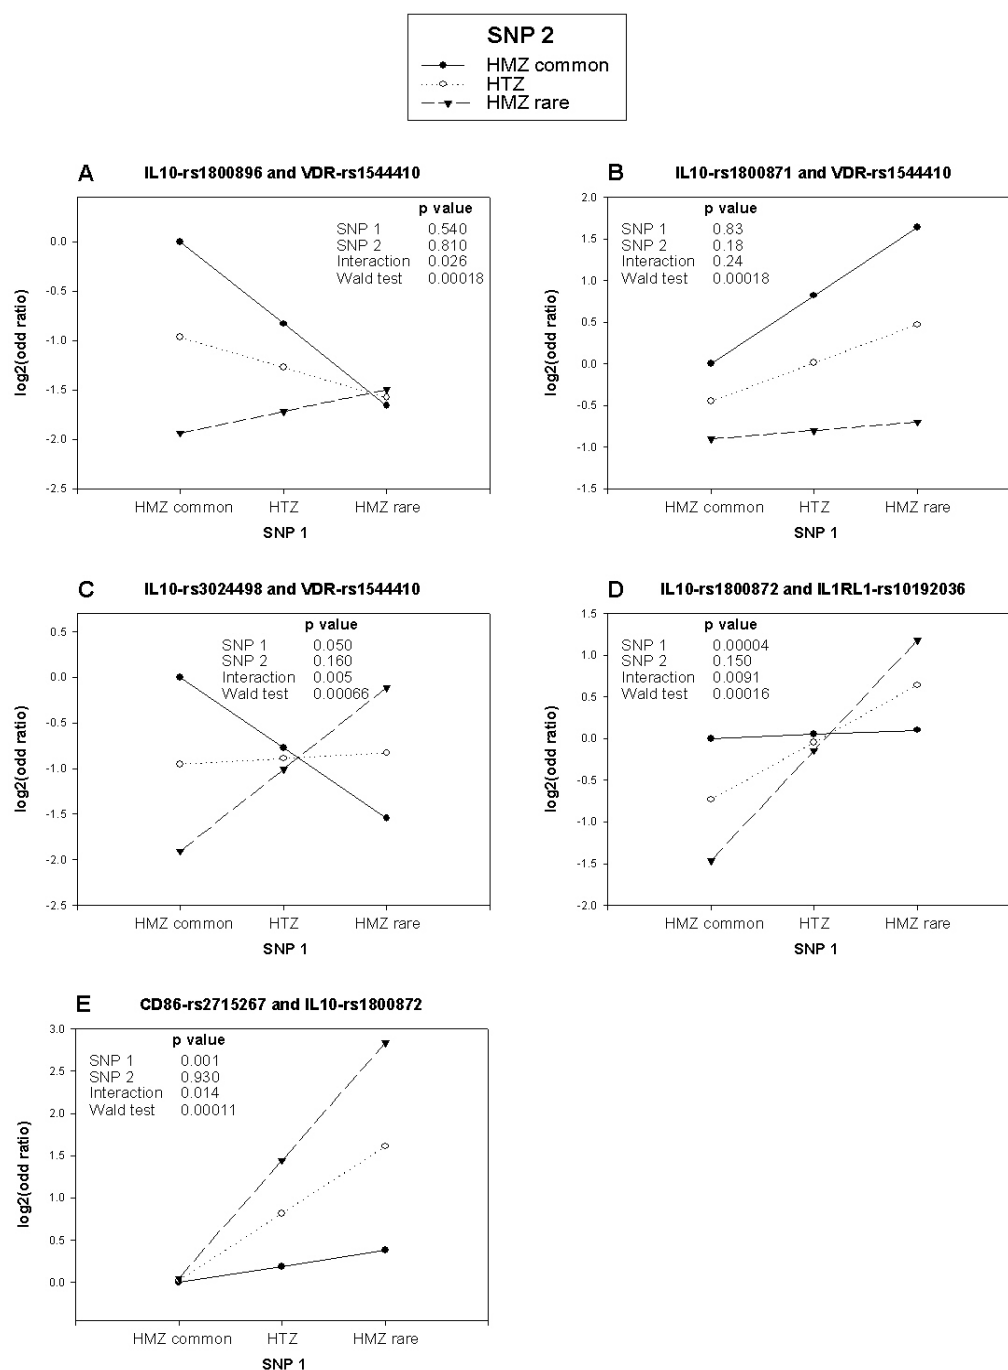 SNP 2
HMZ common
HTZ
HMZ rare
A IL10-rs1800896 and VDR-rs1544410
p value
SNP 1 0.540
SNP 2 0.810
Interaction 0.026
Wald test 0.00018
0.0
-0.5
-1.0
-1.5
-2.0
-2.5
log2(odd ratio)
HMZ common HTZ HMZ rare
SNP 1
B IL10-rs1800871 and VDR-rs1544410
p value
SNP 1 0.83
SNP 2 0.18
Interaction 0.24
Wald test 0.00018
2.0
1.5
1.0
0.5
0.0
-0.5
-1.0
-1.5
log2(odd ratio)
HMZ common HTZ HMZ rare
SNP 1
C IL10-rs3024498 and VDR-rs1544410
p value
SNP 1 0.050
SNP 2 0.160
Interaction 0.005
Wald test 0.00066
0.5
0.0
-0.5
-1.0
-1.5
-2.0
-2.5
log2(odd ratio)
HMZ common HTZ HMZ rare
SNP 1
D IL10-rs1800872 and IL1RL1-rs10192036
p value
SNP 1 0.00004
SNP 2 0.150
Interaction 0.0091
Wald test 0.00016
1.5
1.0
0.5
0.0
-0.5
-1.0
-1.5
-2.0
log2(odd ratio)
HMZ common HTZ HMZ rare
SNP 1
E CD86-rs2715267 and IL10-rs1800872
p value
SNP 1 0.001
SNP 2 0.930
Interaction 0.014
Wald test 0.00011
3.0
2.5
2.0
1.5
1.0
0.5
0.0
log2(odd ratio)
HMZ common HTZ HMZ rare
SNP 1